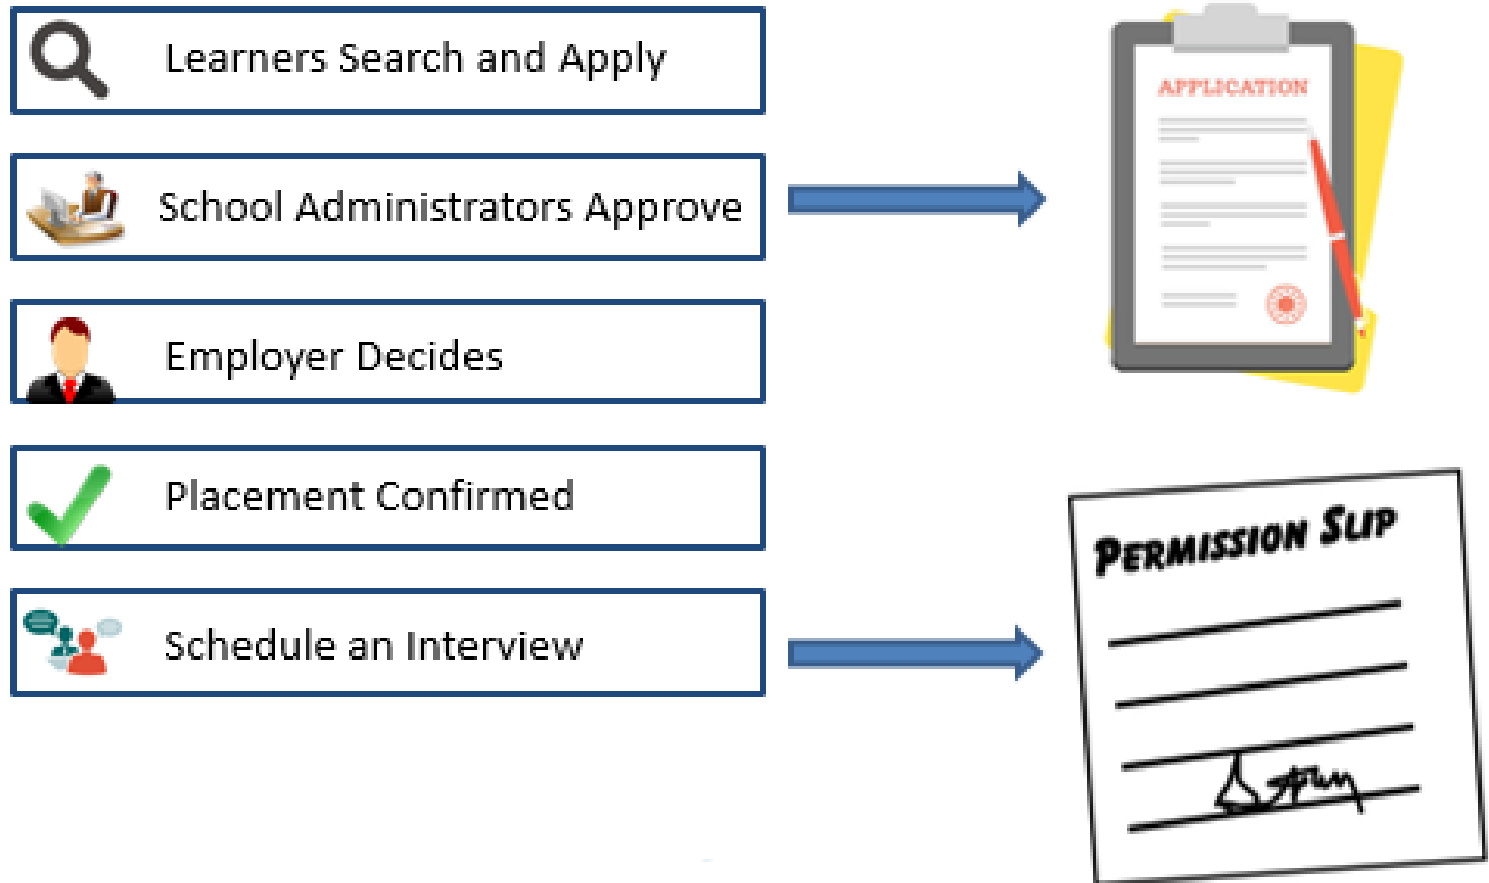 Learners Search and Apply
School Administrators Approve
Employer Decides
Placement Confirmed
Schedule an Interview
APPLICATION
PERMISSION SLIP